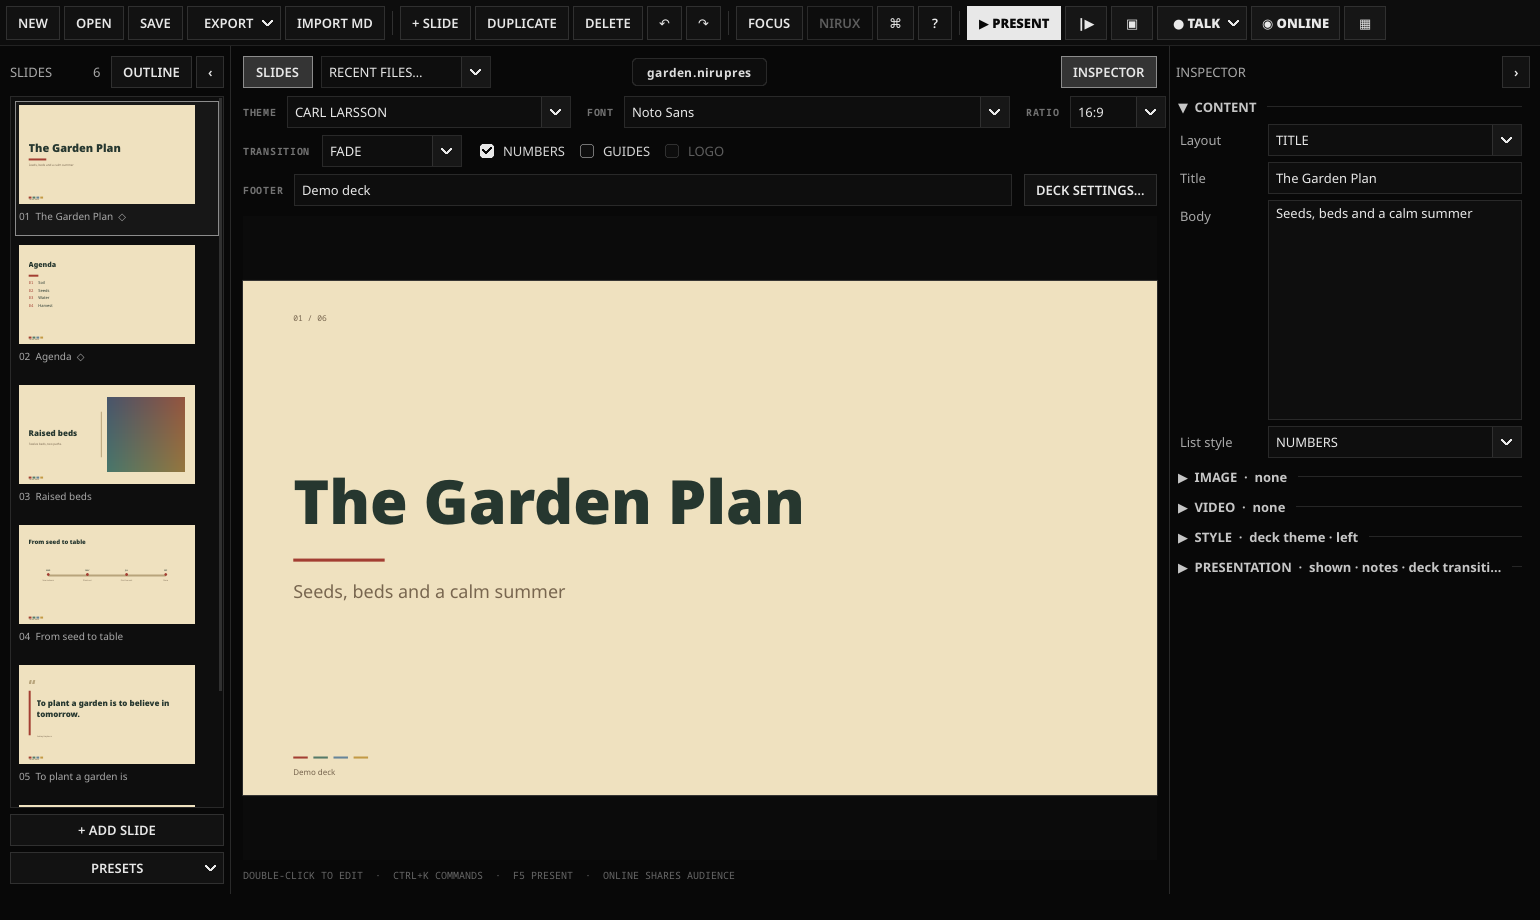 NEW OPEN SAVE EXPORT IMPORT MD + SLIDE DUPLICATE DELETE ↶ ↷ FOCUS NIRUX ⌘ ? ▶ PRESENT |▶ ▣ ● TALK ◉ ONLINE ▦
SLIDES 6 OUTLINE ‹
The Garden Plan
01 The Garden Plan ◇
Agenda
01 Soil
02 Seeds
03 Water
04 Harvest
02 Agenda ◇
Raised beds
03 Raised beds
From seed to table
04 From seed to table
To plant a garden is to believe in
tomorrow.
05 To plant a garden is
+ ADD SLIDE
PRESETS
SLIDES RECENT FILES... garden.nirupres INSPECTOR
THEME CARL LARSSON FONT Noto Sans RATIO 16:9
TRANSITION FADE NUMBERS GUIDES LOGO
FOOTER Demo deck DECK SETTINGS...
01 / 06
The Garden Plan
Seeds, beds and a calm summer
Demo deck
DOUBLE-CLICK TO EDIT · CTRL+K COMMANDS · F5 PRESENT · ONLINE SHARES AUDIENCE
INSPECTOR ›
▼ CONTENT
Layout TITLE
Title The Garden Plan
Body Seeds, beds and a calm summer
List style NUMBERS
▶ IMAGE · none
▶ VIDEO · none
▶ STYLE · deck theme · left
▶ PRESENTATION · shown · notes · deck transiti...